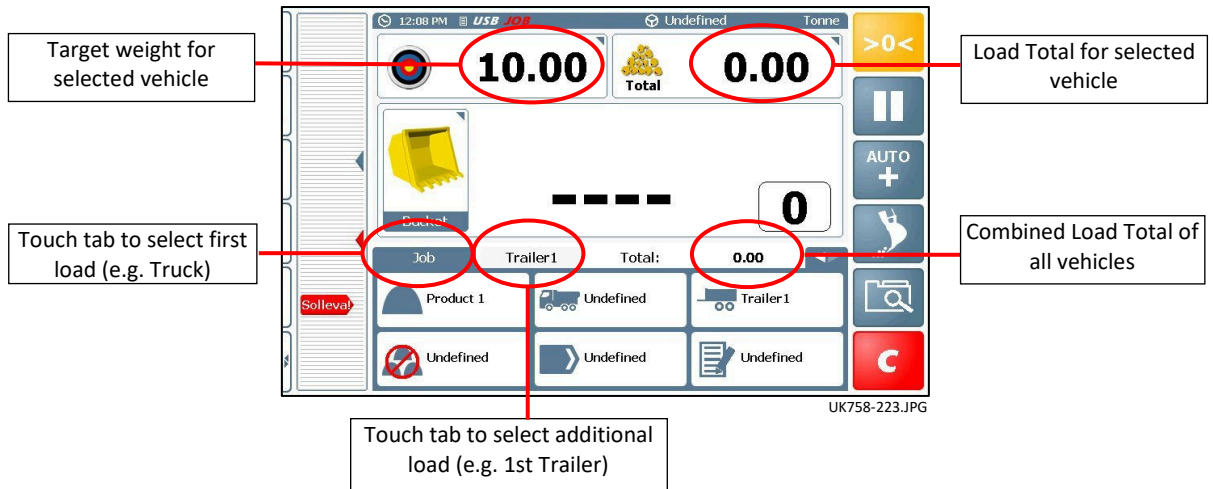 12:08 PM USB JOB Undefined Tonne
Target weight for
selected vehicle
10.00
Total
0.00
>0<
Load Total for selected
vehicle
AUTO
+
Bucket
----
0
Touch tab to select first
load (e.g. Truck)
Job Trailer1 Total: 0.00
Combined Load Total of
all vehicles
Solleva!
Product 1 Undefined Trailer1
Undefined Undefined Undefined
C
UK758-223.JPG
Touch tab to select additional
load (e.g. 1st Trailer)